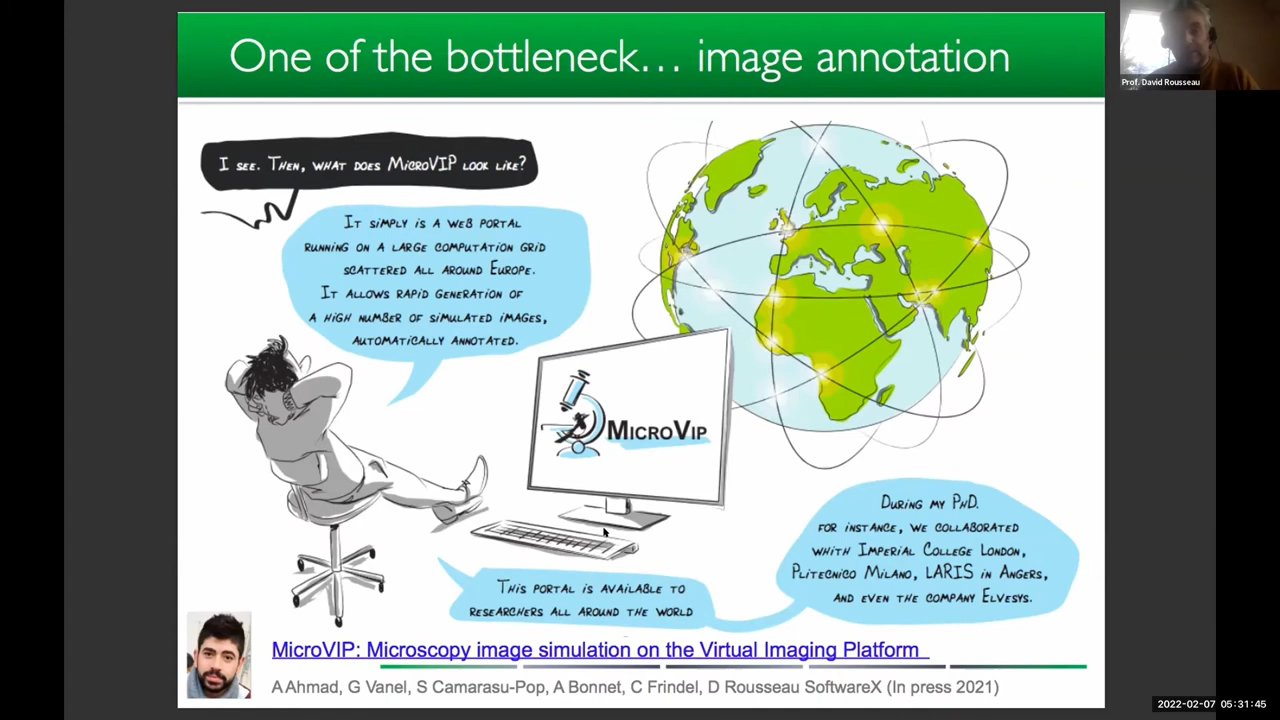 One of the bottleneck... image annotation
Prof. David Rousseau
I see. Then, what does MicroVIP look like?
It simply is a web portal
running on a large computation grid
scattered all around Europe.
It allows rapid generation of
a high number of simulated images,
automatically annotated.
MicroVip
During my PhD.
for instance, we collaborated
whith Imperial College London,
Plitecnico Milano, LARIS in Angers,
and even the company Elvesys.
This portal is available to
researchers all around the world
MicroVIP: Microscopy image simulation on the Virtual Imaging Platform
A Ahmad, G Vanel, S Camarasu-Pop, A Bonnet, C Frindel, D Rousseau SoftwareX (In press 2021)
2022-02-07 05:31:45